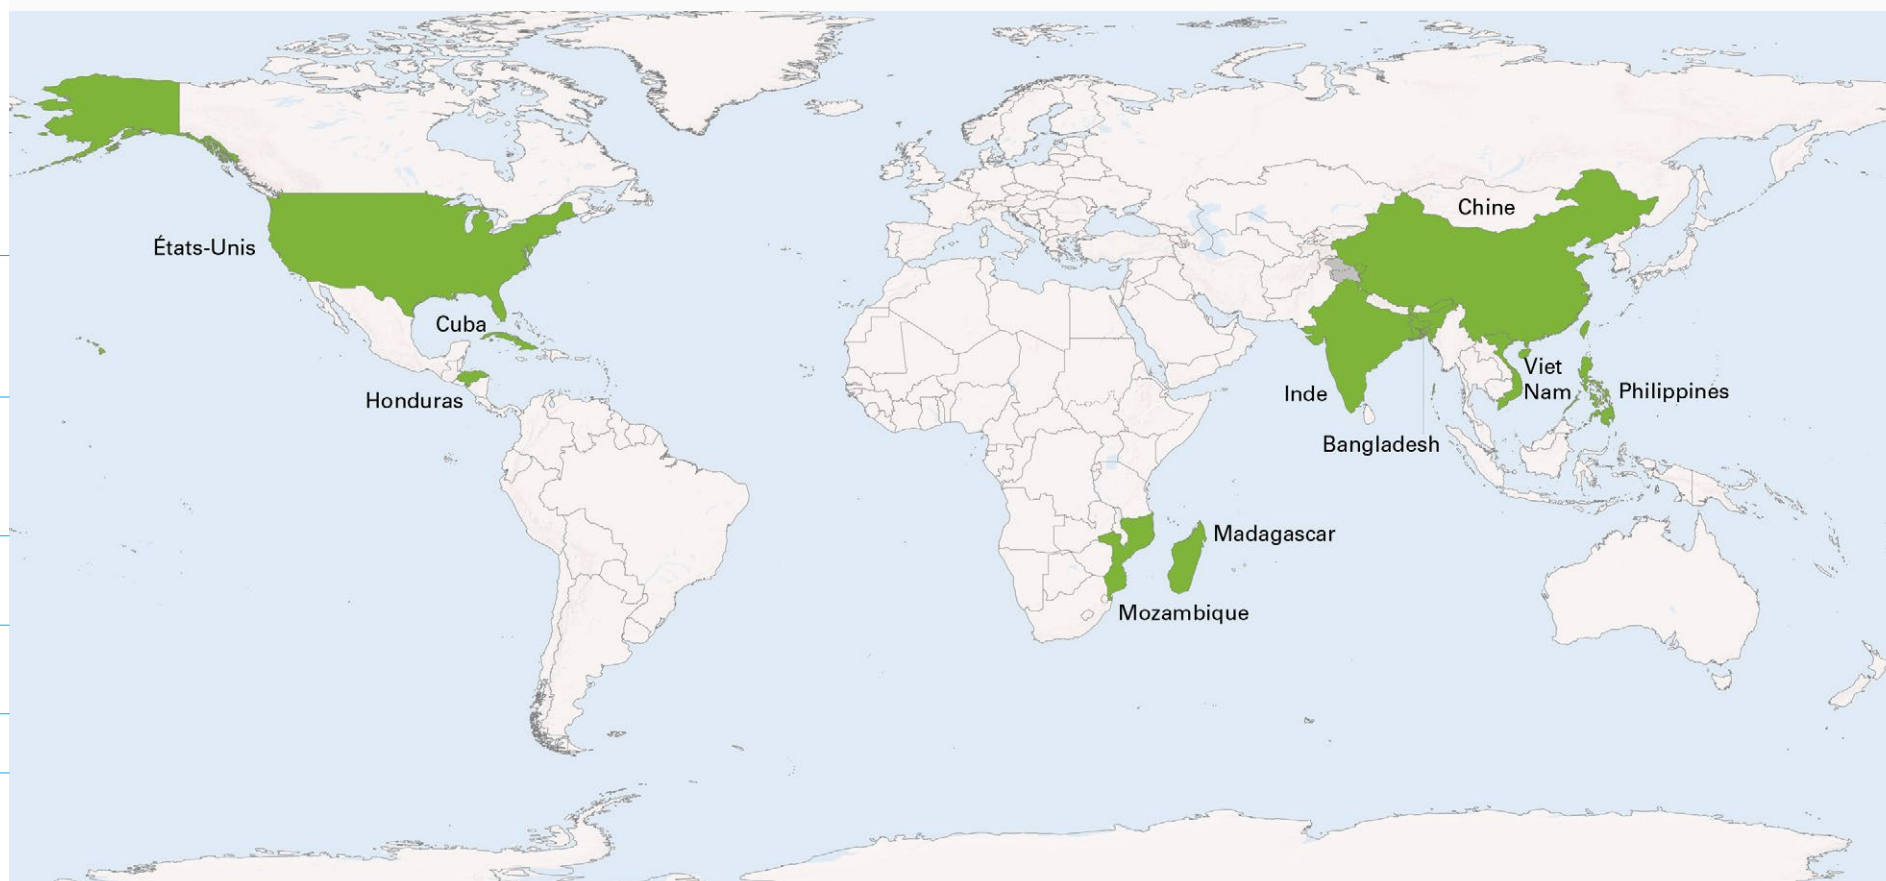 Chine
États-Unis
Cuba
Honduras
Viet
Nam
Philippines
Inde
Bangladesh
Madagascar
Mozambique